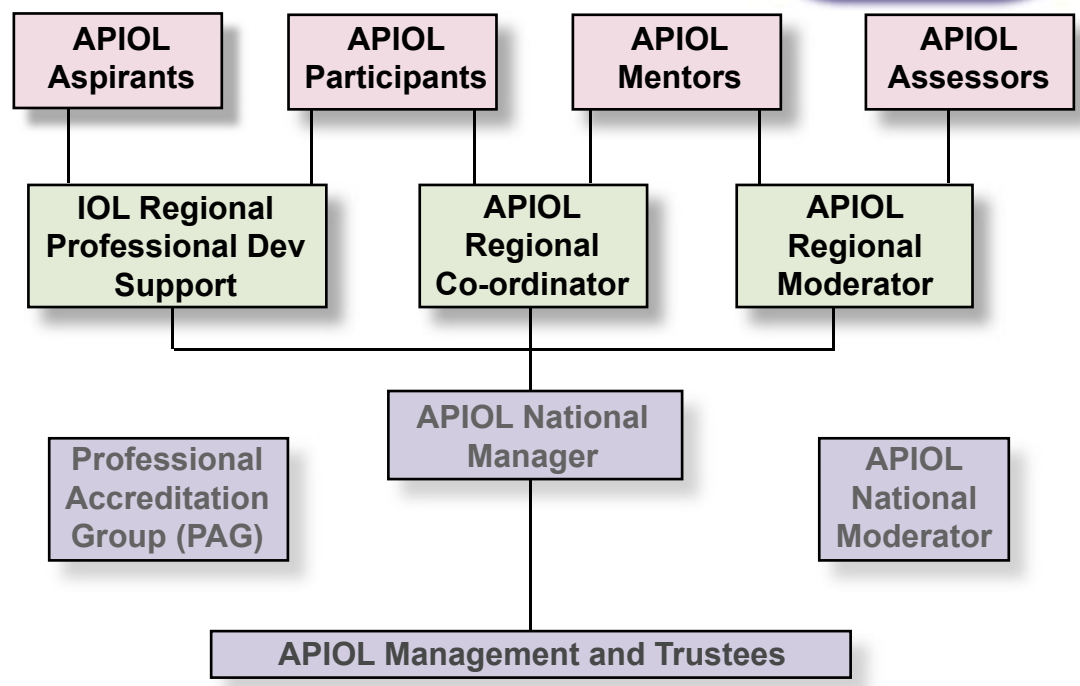 APIOL
Aspirants
APIOL
Participants
APIOL
Mentors
APIOL
Assessors
IOL Regional
Professional Dev
Support
APIOL
Regional
Co-ordinator
APIOL
Regional
Moderator
APIOL National
Manager
Professional
Accreditation
Group (PAG)
APIOL
National
Moderator
APIOL Management and Trustees